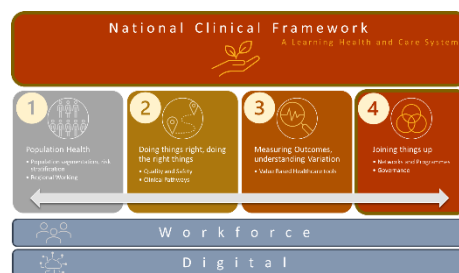 National Clinical Framework
A Learning Health and Care System
1
Population Health
• Population segmentation, risk
stratification
• Regional Working
2
Doing things right, doing
the right things
• Quality and Safety
• Clinical Pathways
3
Measuring Outcomes,
understanding Variation
• Value Based Healthcare tools
4
Joining things up
• Networks and Programmes
• Governance
Workforce
Digital